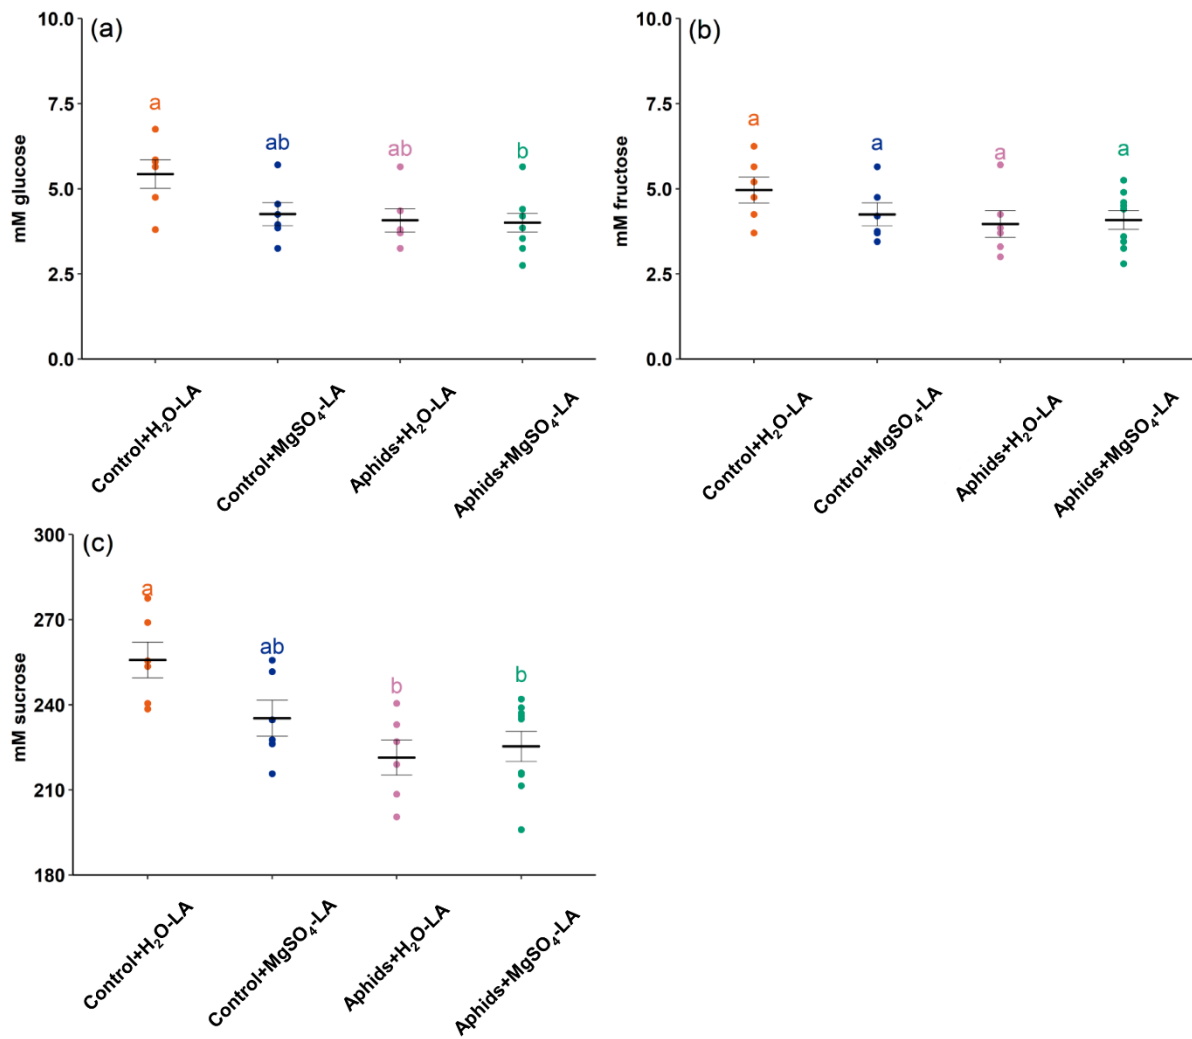 (a)
mM glucose
10.0
7.5
5.0
2.5
0.0
a
ab
ab
b
Control+H₂O-LA
Control+MgSO₄-LA
Aphids+H₂O-LA
Aphids+MgSO₄-LA
(b)
mM fructose
10.0
7.5
5.0
2.5
0.0
a
a
a
a
Control+H₂O-LA
Control+MgSO₄-LA
Aphids+H₂O-LA
Aphids+MgSO₄-LA
(c)
mM sucrose
300
270
240
210
180
a
ab
b
b
Control+H₂O-LA
Control+MgSO₄-LA
Aphids+H₂O-LA
Aphids+MgSO₄-LA